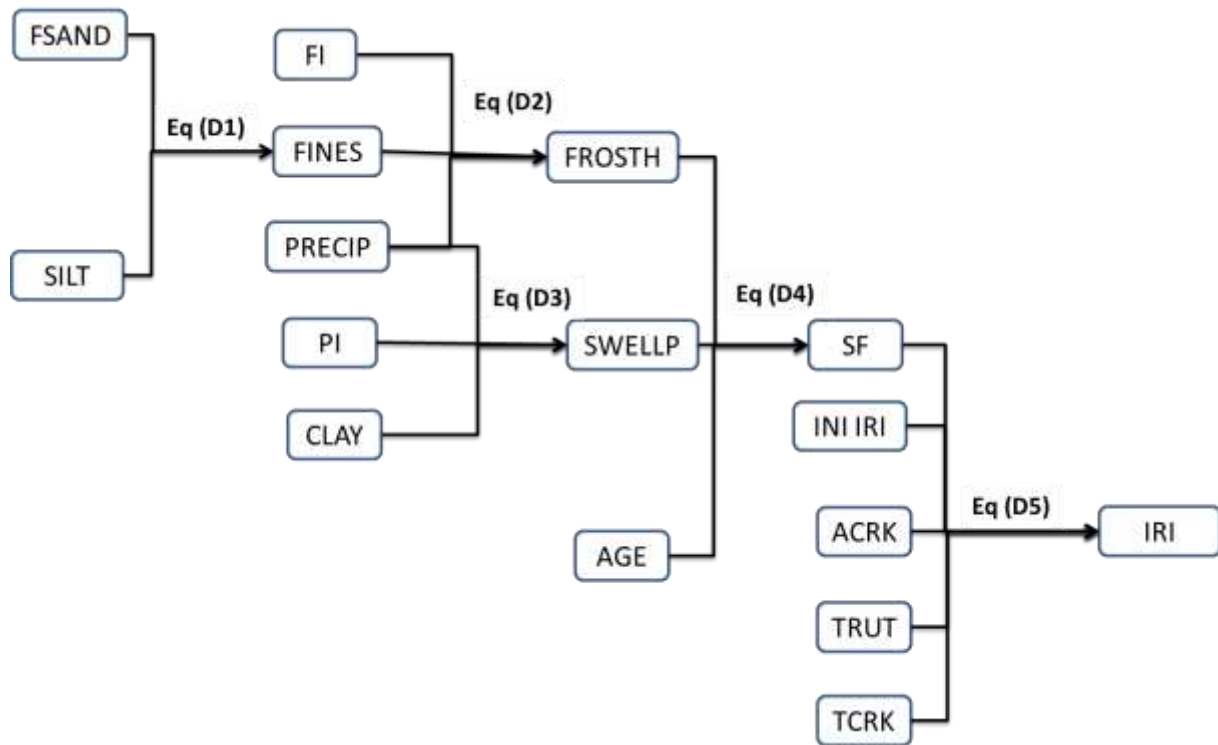 FSAND
FI
Eq (D2)
Eq (D1)
FINES
FROSTH
PRECIP
SILT
Eq (D3)
Eq (D4)
PI
SWELLP
SF
CLAY
INI IRI
Eq (D5)
ACRK
IRI
AGE
TRUT
TCRK